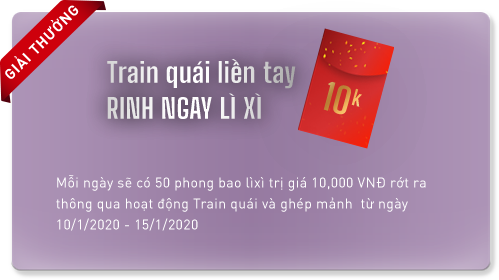 GIẢI THƯỞNG
Train quái liền tay
RINH NGAY LÌ XÌ
10k
Mỗi ngày sẽ có 50 phong bao lìxì trị giá 10,000 VNĐ rớt ra
thông qua hoạt động Train quái và ghép mảnh từ ngày
10/1/2020 - 15/1/2020